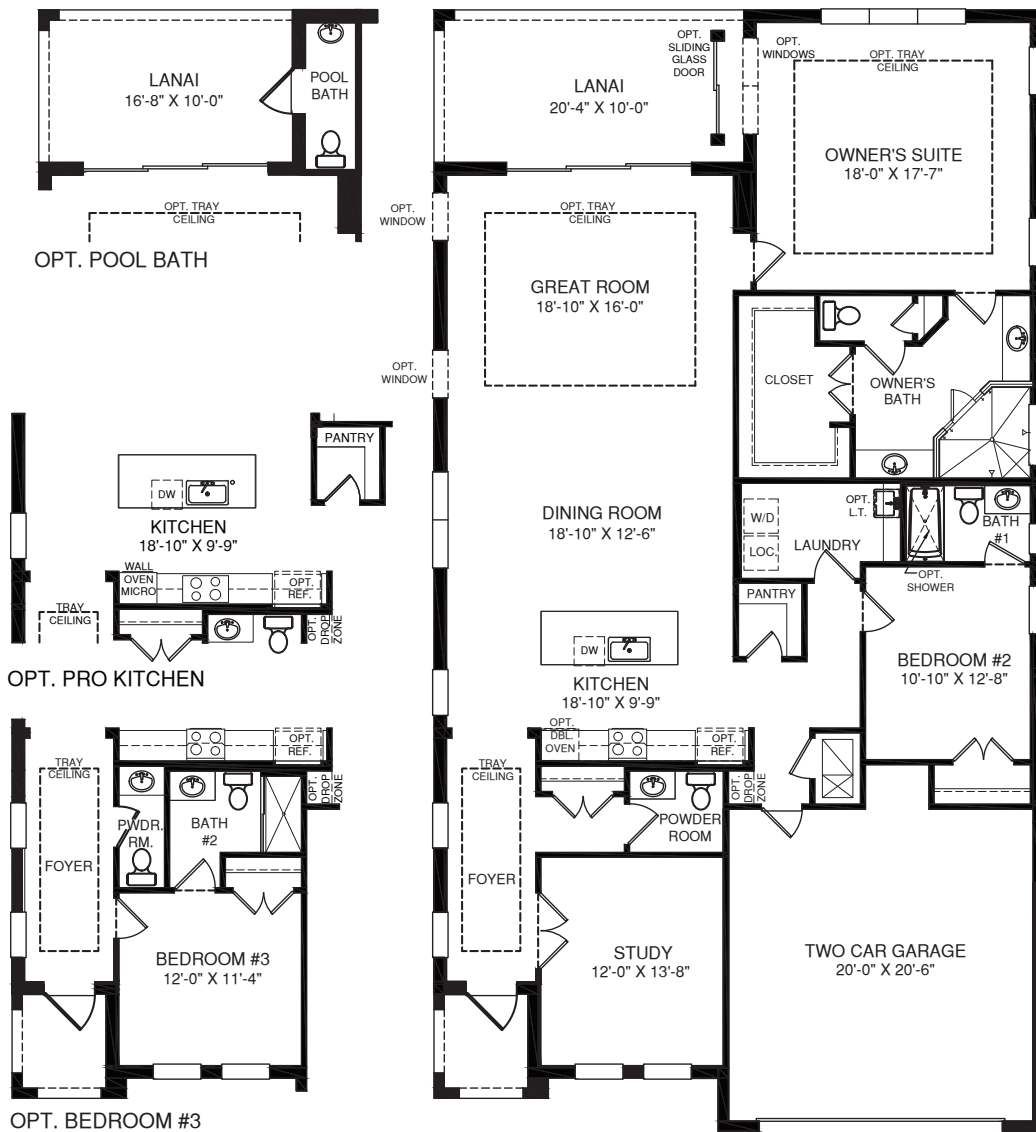 LANAI
16'-8" X 10'-0"
POOL
BATH
OPT. TRAY
CEILING
OPT. POOL BATH
PANTRY
DW
KITCHEN
18'-10" X 9'-9"
WALL
OVEN
MICRO
OPT.
REF.
TRAY
CEILING
OPT.
DROP
ZONE
OPT. PRO KITCHEN
OPT.
REF.
TRAY
CEILING
OPT.
DROP
ZONE
PWDR.
RM.
BATH
#2
FOYER
BEDROOM #3
12'-0" X 11'-4"
OPT. BEDROOM #3
LANAI
20'-4" X 10'-0"
OPT.
SLIDING
GLASS
DOOR
OPT.
WINDOWS
OPT. TRAY
CEILING
OWNER'S SUITE
18'-0" X 17'-7"
OPT.
WINDOW
OPT. TRAY
CEILING
GREAT ROOM
18'-10" X 16'-0"
OPT.
WINDOW
CLOSET
OWNER'S
BATH
DINING ROOM
18'-10" X 12'-6"
W/D
LOC
OPT.
L.T.
LAUNDRY
BATH
#1
OPT.
SHOWER
PANTRY
DW
KITCHEN
18'-10" X 9'-9"
BEDROOM #2
10'-10" X 12'-8"
OPT.
DBL.
OVEN
OPT.
REF.
TRAY
CEILING
OPT.
DROP
ZONE
POWDER
ROOM
FOYER
STUDY
12'-0" X 13'-8"
TWO CAR GARAGE
20'-0" X 20'-6"